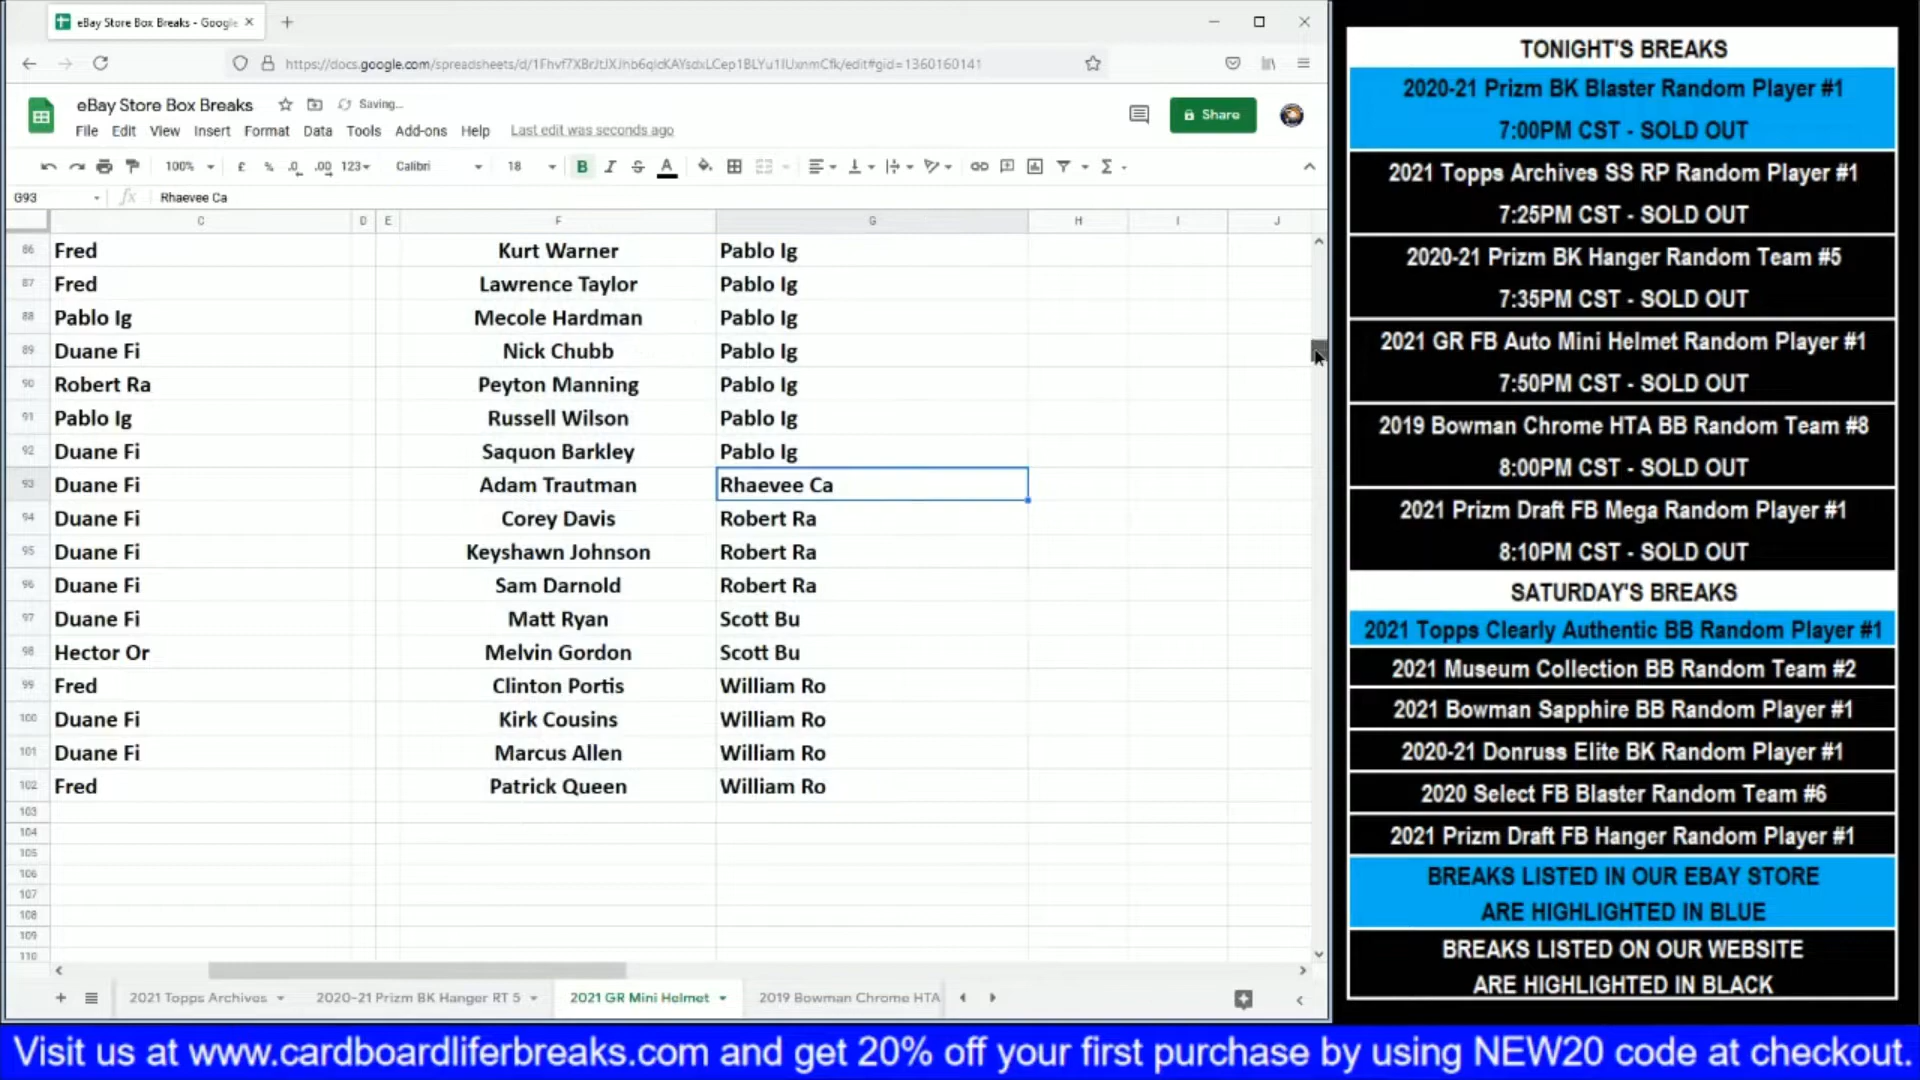 eBay Store Box Breaks - Google
https://docs.google.com/spreadsheets/d/
eBay Store Box Breaks
Saving...
Share
File Edit View Insert Format Data Tools Add-ons Help Last edit was seconds ago
100% £ % .0 .00 123 Calibri 18 B I S A
G93 fx Rhaevee Ca
C D E F G H I J
86 Fred Kurt Warner Pablo Ig
87 Fred Lawrence Taylor Pablo Ig
88 Pablo Ig Mecole Hardman Pablo Ig
89 Duane Fi Nick Chubb Pablo Ig
90 Robert Ra Peyton Manning Pablo Ig
91 Pablo Ig Russell Wilson Pablo Ig
92 Duane Fi Saquon Barkley Pablo Ig
93 Duane Fi Adam Trautman Rhaevee Ca
94 Duane Fi Corey Davis Robert Ra
95 Duane Fi Keyshawn Johnson Robert Ra
96 Duane Fi Sam Darnold Robert Ra
97 Duane Fi Matt Ryan Scott Bu
98 Hector Or Melvin Gordon Scott Bu
99 Fred Clinton Portis William Ro
100 Duane Fi Kirk Cousins William Ro
101 Duane Fi Marcus Allen William Ro
102 Fred Patrick Queen William Ro
103
104
105
106
107
108
109
110
2021 Topps Archives 2020-21 Prizm BK Hanger RT 5 2021 GR Mini Helmet 2019 Bowman Chrome HTA
TONIGHT'S BREAKS
2020-21 Prizm BK Blaster Random Player #1
7:00PM CST - SOLD OUT
2021 Topps Archives SS RP Random Player #1
7:25PM CST - SOLD OUT
2020-21 Prizm BK Hanger Random Team #5
7:35PM CST - SOLD OUT
2021 GR FB Auto Mini Helmet Random Player #1
7:50PM CST - SOLD OUT
2019 Bowman Chrome HTA BB Random Team #8
8:00PM CST - SOLD OUT
2021 Prizm Draft FB Mega Random Player #1
8:10PM CST - SOLD OUT
SATURDAY'S BREAKS
2021 Topps Clearly Authentic BB Random Player #1
2021 Museum Collection BB Random Team #2
2021 Bowman Sapphire BB Random Player #1
2020-21 Donruss Elite BK Random Player #1
2020 Select FB Blaster Random Team #6
2021 Prizm Draft FB Hanger Random Player #1
BREAKS LISTED IN OUR EBAY STORE
ARE HIGHLIGHTED IN BLUE
BREAKS LISTED ON OUR WEBSITE
ARE HIGHLIGHTED IN BLACK
Visit us at www.cardboardliferbreaks.com and get 20% off your first purchase by using NEW20 code at checkout.